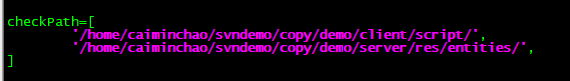 checkPath=[
'/home/caiminchao/svndemo/copy/demo/client/script/',
'/home/caiminchao/svndemo/copy/demo/server/res/entities/',
]